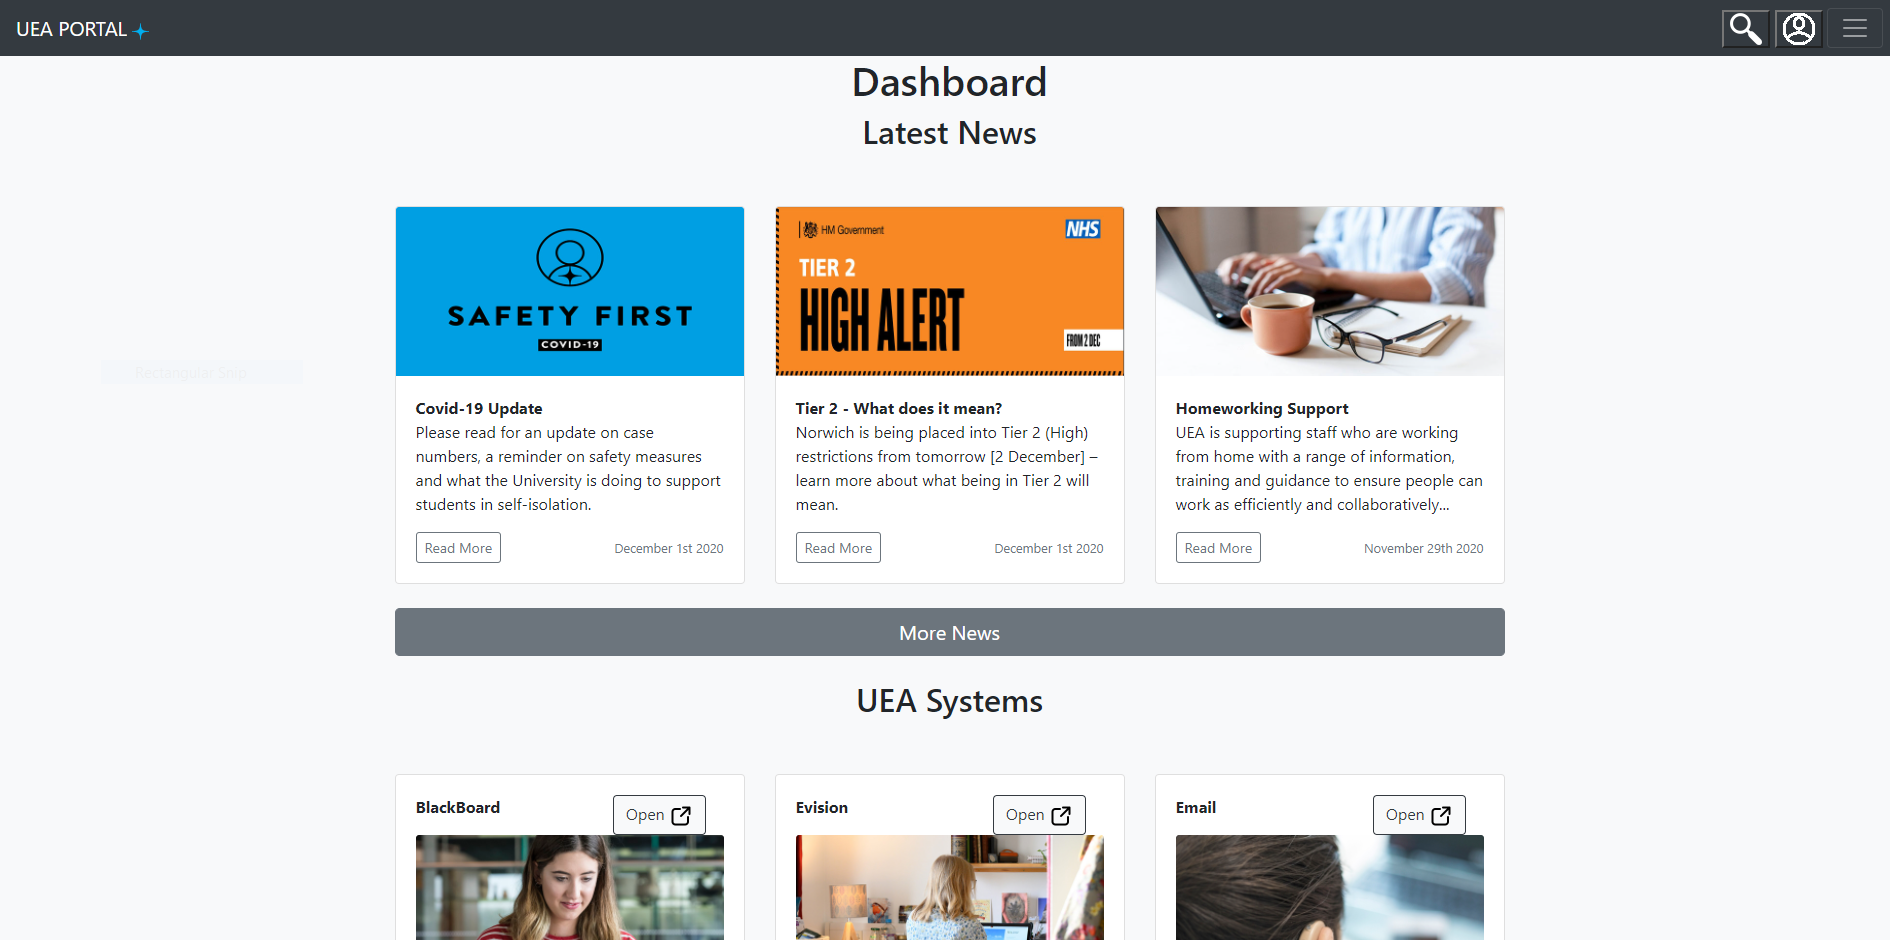 UEA PORTAL
Dashboard
Latest News
SAFETY FIRST
COVID-19
HM Government
NHS
TIER 2
HIGH ALERT
FROM 2 DEC
Covid-19 Update
Please read for an update on case
numbers, a reminder on safety measures
and what the University is doing to support
students in self-isolation.
Read More
December 1st 2020
Tier 2 - What does it mean?
Norwich is being placed into Tier 2 (High)
restrictions from tomorrow [2 December] –
learn more about what being in Tier 2 will
mean.
Read More
December 1st 2020
Homeworking Support
UEA is supporting staff who are working
from home with a range of information,
training and guidance to ensure people can
work as efficiently and collaboratively...
Read More
November 29th 2020
Rectangular Snip
More News
UEA Systems
BlackBoard
Open
Evision
Open
Email
Open